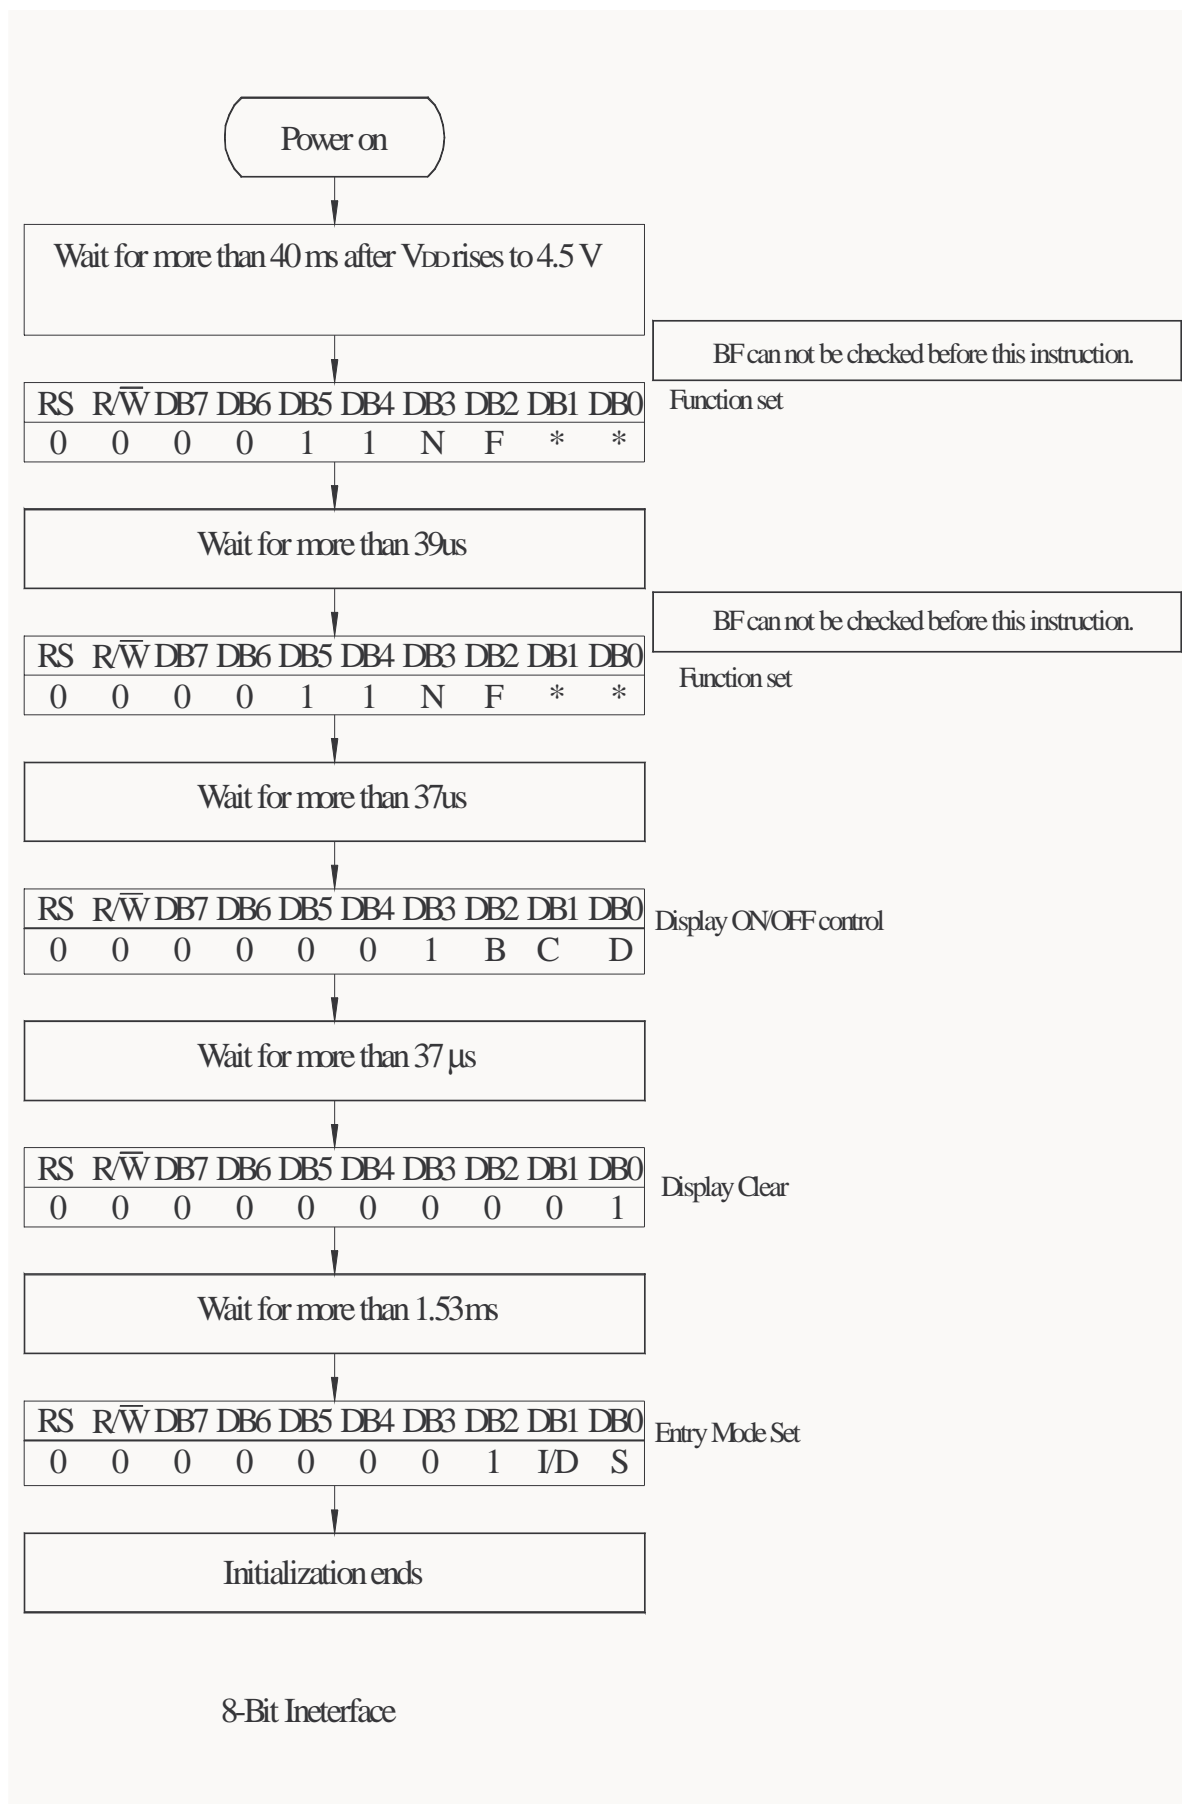 Power on
Wait for more than 40 ms after VDD rises to 4.5 V
BF can not be checked before this instruction.
RS R/W̅ DB7 DB6 DB5 DB4 DB3 DB2 DB1 DB0
Function set
0 0 0 0 1 1 N F * *
Wait for more than 39us
BF can not be checked before this instruction.
RS R/W̅ DB7 DB6 DB5 DB4 DB3 DB2 DB1 DB0
Function set
0 0 0 0 1 1 N F * *
Wait for more than 37us
RS R/W̅ DB7 DB6 DB5 DB4 DB3 DB2 DB1 DB0
Display ON/OFF control
0 0 0 0 0 0 1 B C D
Wait for more than 37 μs
RS R/W̅ DB7 DB6 DB5 DB4 DB3 DB2 DB1 DB0
Display Clear
0 0 0 0 0 0 0 0 0 1
Wait for more than 1.53ms
RS R/W̅ DB7 DB6 DB5 DB4 DB3 DB2 DB1 DB0
Entry Mode Set
0 0 0 0 0 0 0 1 I/D S
Initialization ends
8-Bit Ineterface